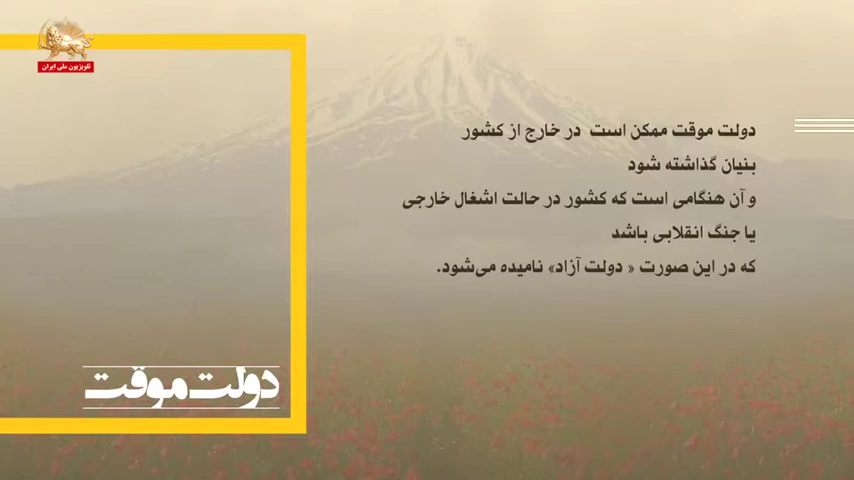 تلویزیون ملی ایران
دولت موقت ممکن است در خارج از کشور
بنیان گذاشته شود
و آن هنگامی است که کشور در حالت اشغال خارجی
یا جنگ انقلابی باشد
که در این صورت « دولت آزاد» نامیده می‌شود.
دولت موقت